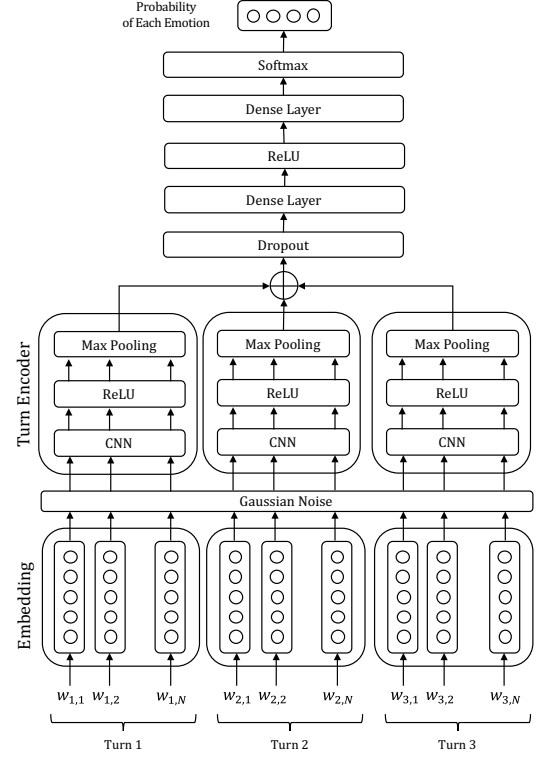 Probability
of Each Emotion
Softmax
Dense Layer
ReLU
Dense Layer
Dropout
Turn Encoder
Max Pooling Max Pooling Max Pooling
ReLU ReLU ReLU
CNN CNN CNN
Gaussian Noise
Embedding
w1,1 w1,2 w1,N w2,1 w2,2 w2,N w3,1 w3,2 w3,N
Turn 1 Turn 2 Turn 3